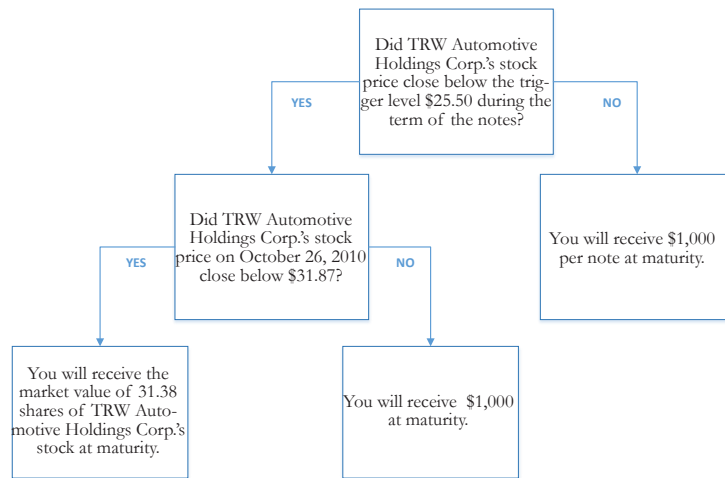 Did TRW Automotive
Holdings Corp.'s stock
price close below the trig-
ger level $25.50 during the
term of the notes?
YES
NO
Did TRW Automotive
Holdings Corp.'s stock
price on October 26, 2010
close below $31.87?
You will receive $1,000
per note at maturity.
YES
NO
You will receive the
market value of 31.38
shares of TRW Auto-
motive Holdings Corp.'s
stock at maturity.
You will receive $1,000
at maturity.